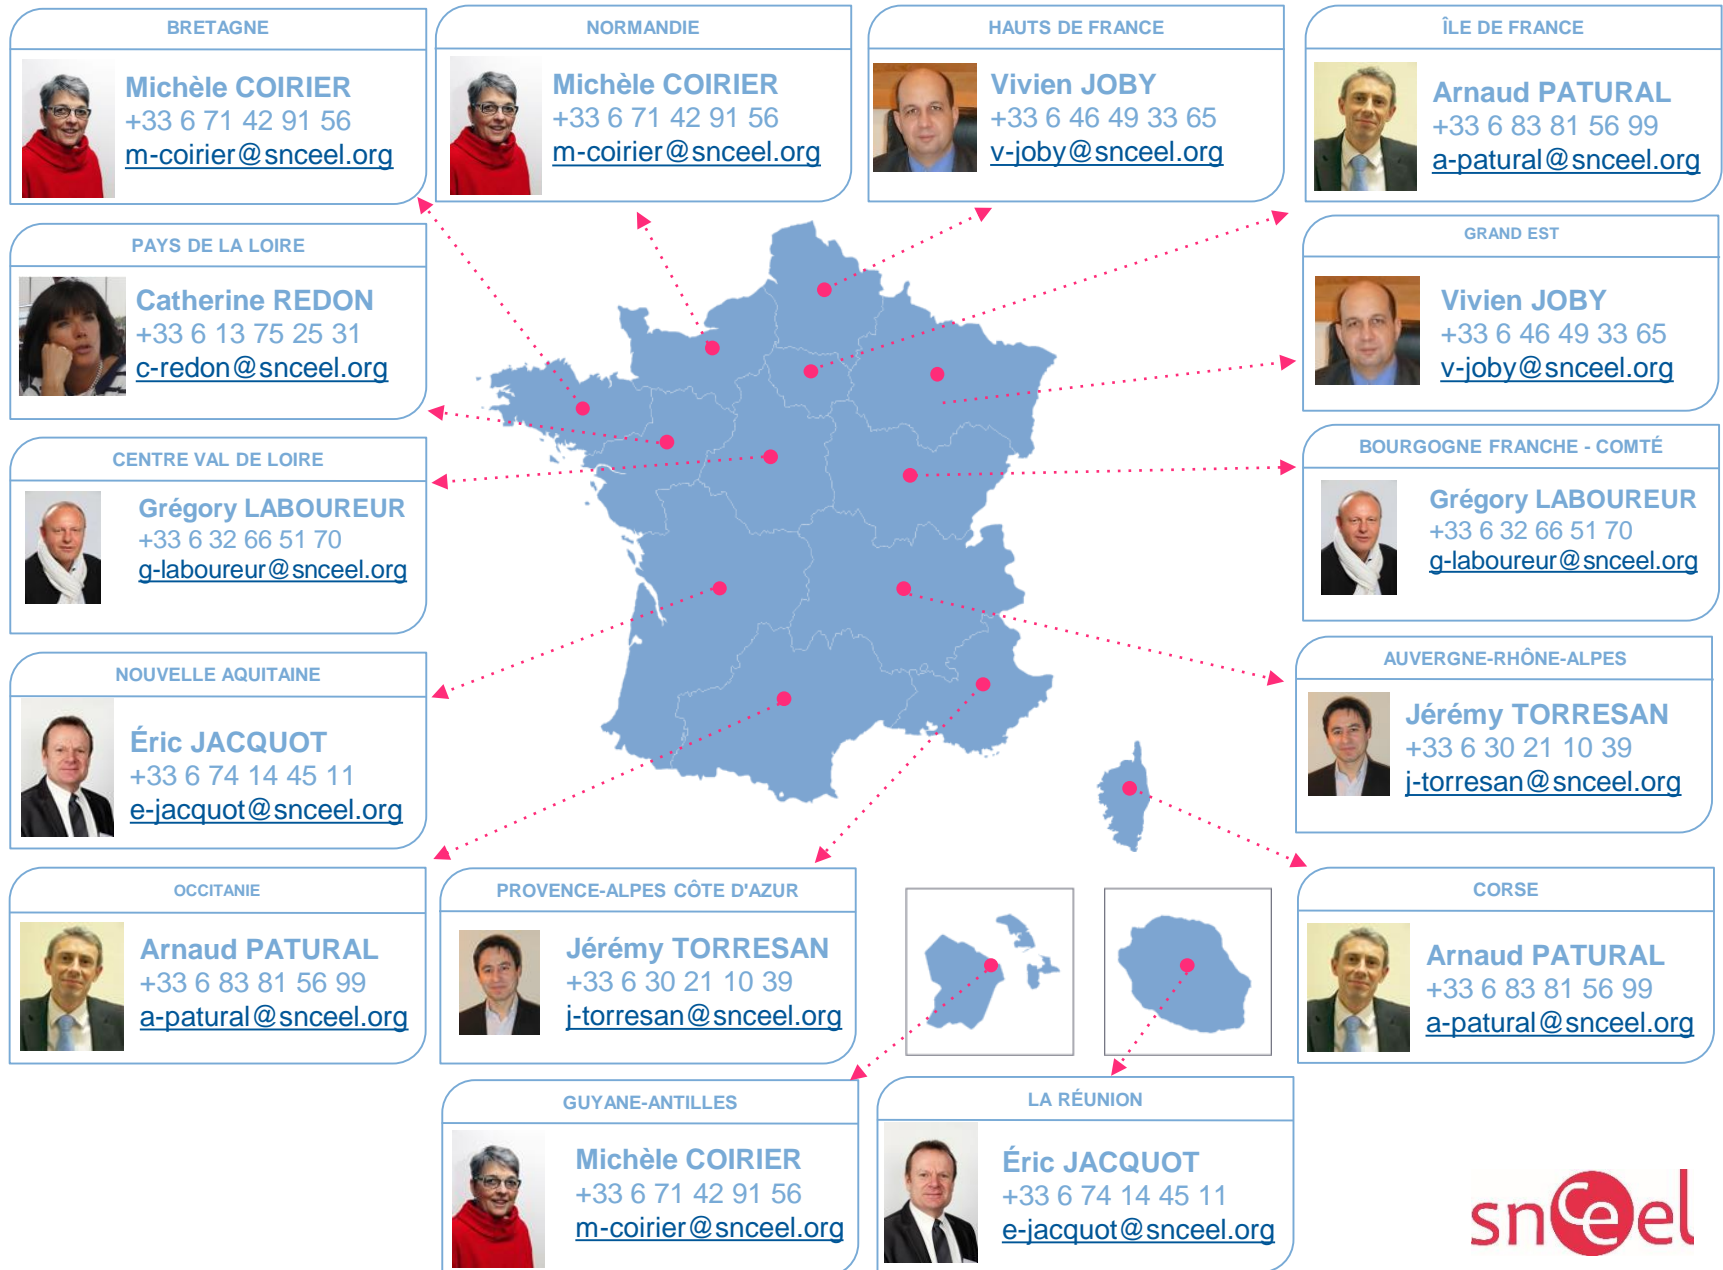 BRETAGNE
Michèle COIRIER
+33 6 71 42 91 56
m-coirier@snceel.org
NORMANDIE
Michèle COIRIER
+33 6 71 42 91 56
m-coirier@snceel.org
HAUTS DE FRANCE
Vivien JOBY
+33 6 46 49 33 65
v-joby@snceel.org
ÎLE DE FRANCE
Arnaud PATURAL
+33 6 83 81 56 99
a-patural@snceel.org
PAYS DE LA LOIRE
Catherine REDON
+33 6 13 75 25 31
c-redon@snceel.org
GRAND EST
Vivien JOBY
+33 6 46 49 33 65
v-joby@snceel.org
CENTRE VAL DE LOIRE
Grégory LABOUREUR
+33 6 32 66 51 70
g-laboureur@snceel.org
BOURGOGNE FRANCHE - COMTÉ
Grégory LABOUREUR
+33 6 32 66 51 70
g-laboureur@snceel.org
NOUVELLE AQUITAINE
Éric JACQUOT
+33 6 74 14 45 11
e-jacquot@snceel.org
AUVERGNE-RHÔNE-ALPES
Jérémy TORRESAN
+33 6 30 21 10 39
j-torresan@snceel.org
OCCITANIE
Arnaud PATURAL
+33 6 83 81 56 99
a-patural@snceel.org
PROVENCE-ALPES CÔTE D'AZUR
Jérémy TORRESAN
+33 6 30 21 10 39
j-torresan@snceel.org
CORSE
Arnaud PATURAL
+33 6 83 81 56 99
a-patural@snceel.org
GUYANE-ANTILLES
Michèle COIRIER
+33 6 71 42 91 56
m-coirier@snceel.org
LA RÉUNION
Éric JACQUOT
+33 6 74 14 45 11
e-jacquot@snceel.org
snceel